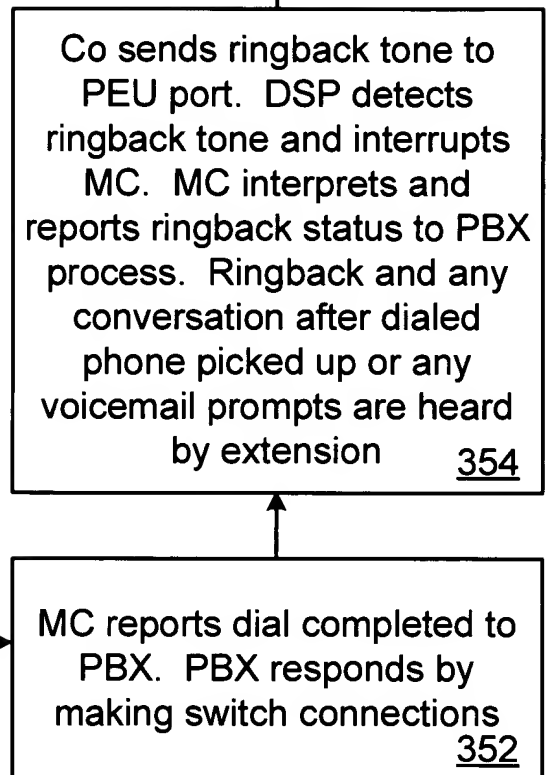 Co sends ringback tone to
PEU port.  DSP detects
ringback tone and interrupts
MC.  MC interprets and
reports ringback status to PBX
process.  Ringback and any
conversation after dialed
phone picked up or any
voicemail prompts are heard
by extension 354
MC reports dial completed to
PBX.  PBX responds by
making switch connections
352